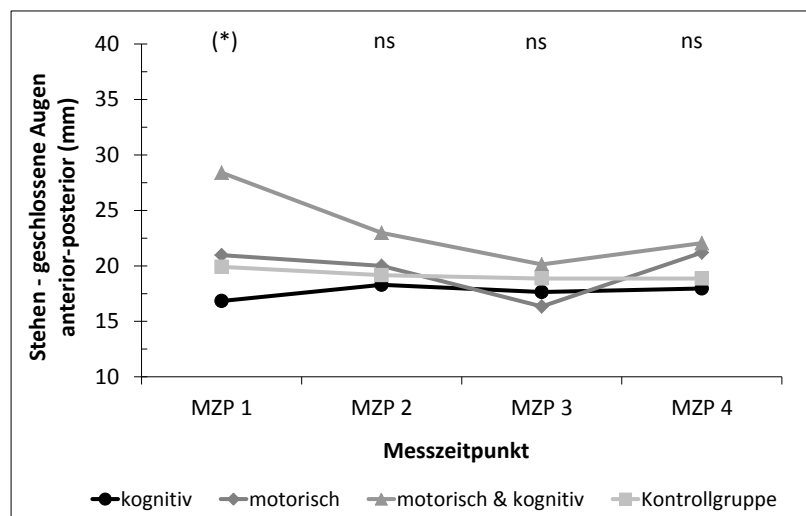 (*) ns ns ns
40
35
30
25
20
15
10
Stehen - geschlossene Augen
anterior-posterior (mm)
MZP 1 MZP 2 MZP 3 MZP 4
Messzeitpunkt
kognitiv motorisch motorisch & kognitiv Kontrollgruppe